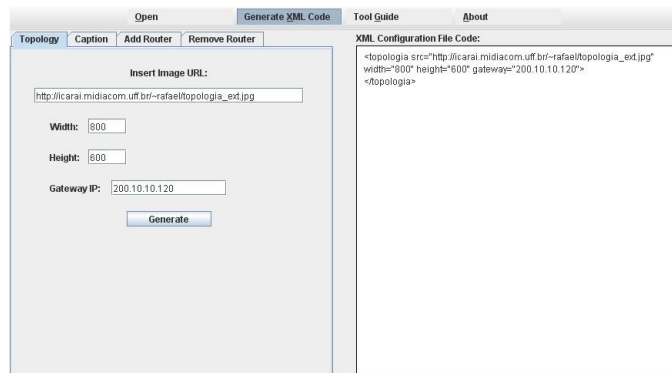 Open Generate XML Code Tool Guide About
Topology Caption Add Router Remove Router
Insert Image URL:
http://icarai.midiacom.uff.br/~rafael/topologia_ext.jpg
Width: 800
Height: 600
Gateway IP: 200.10.10.120
Generate
XML Configuration File Code:
<topologia src="http://icarai.midiacom.uff.br/~rafael/topologia_ext.jpg"
width="800" height="600" gateway="200.10.10.120">
</topologia>